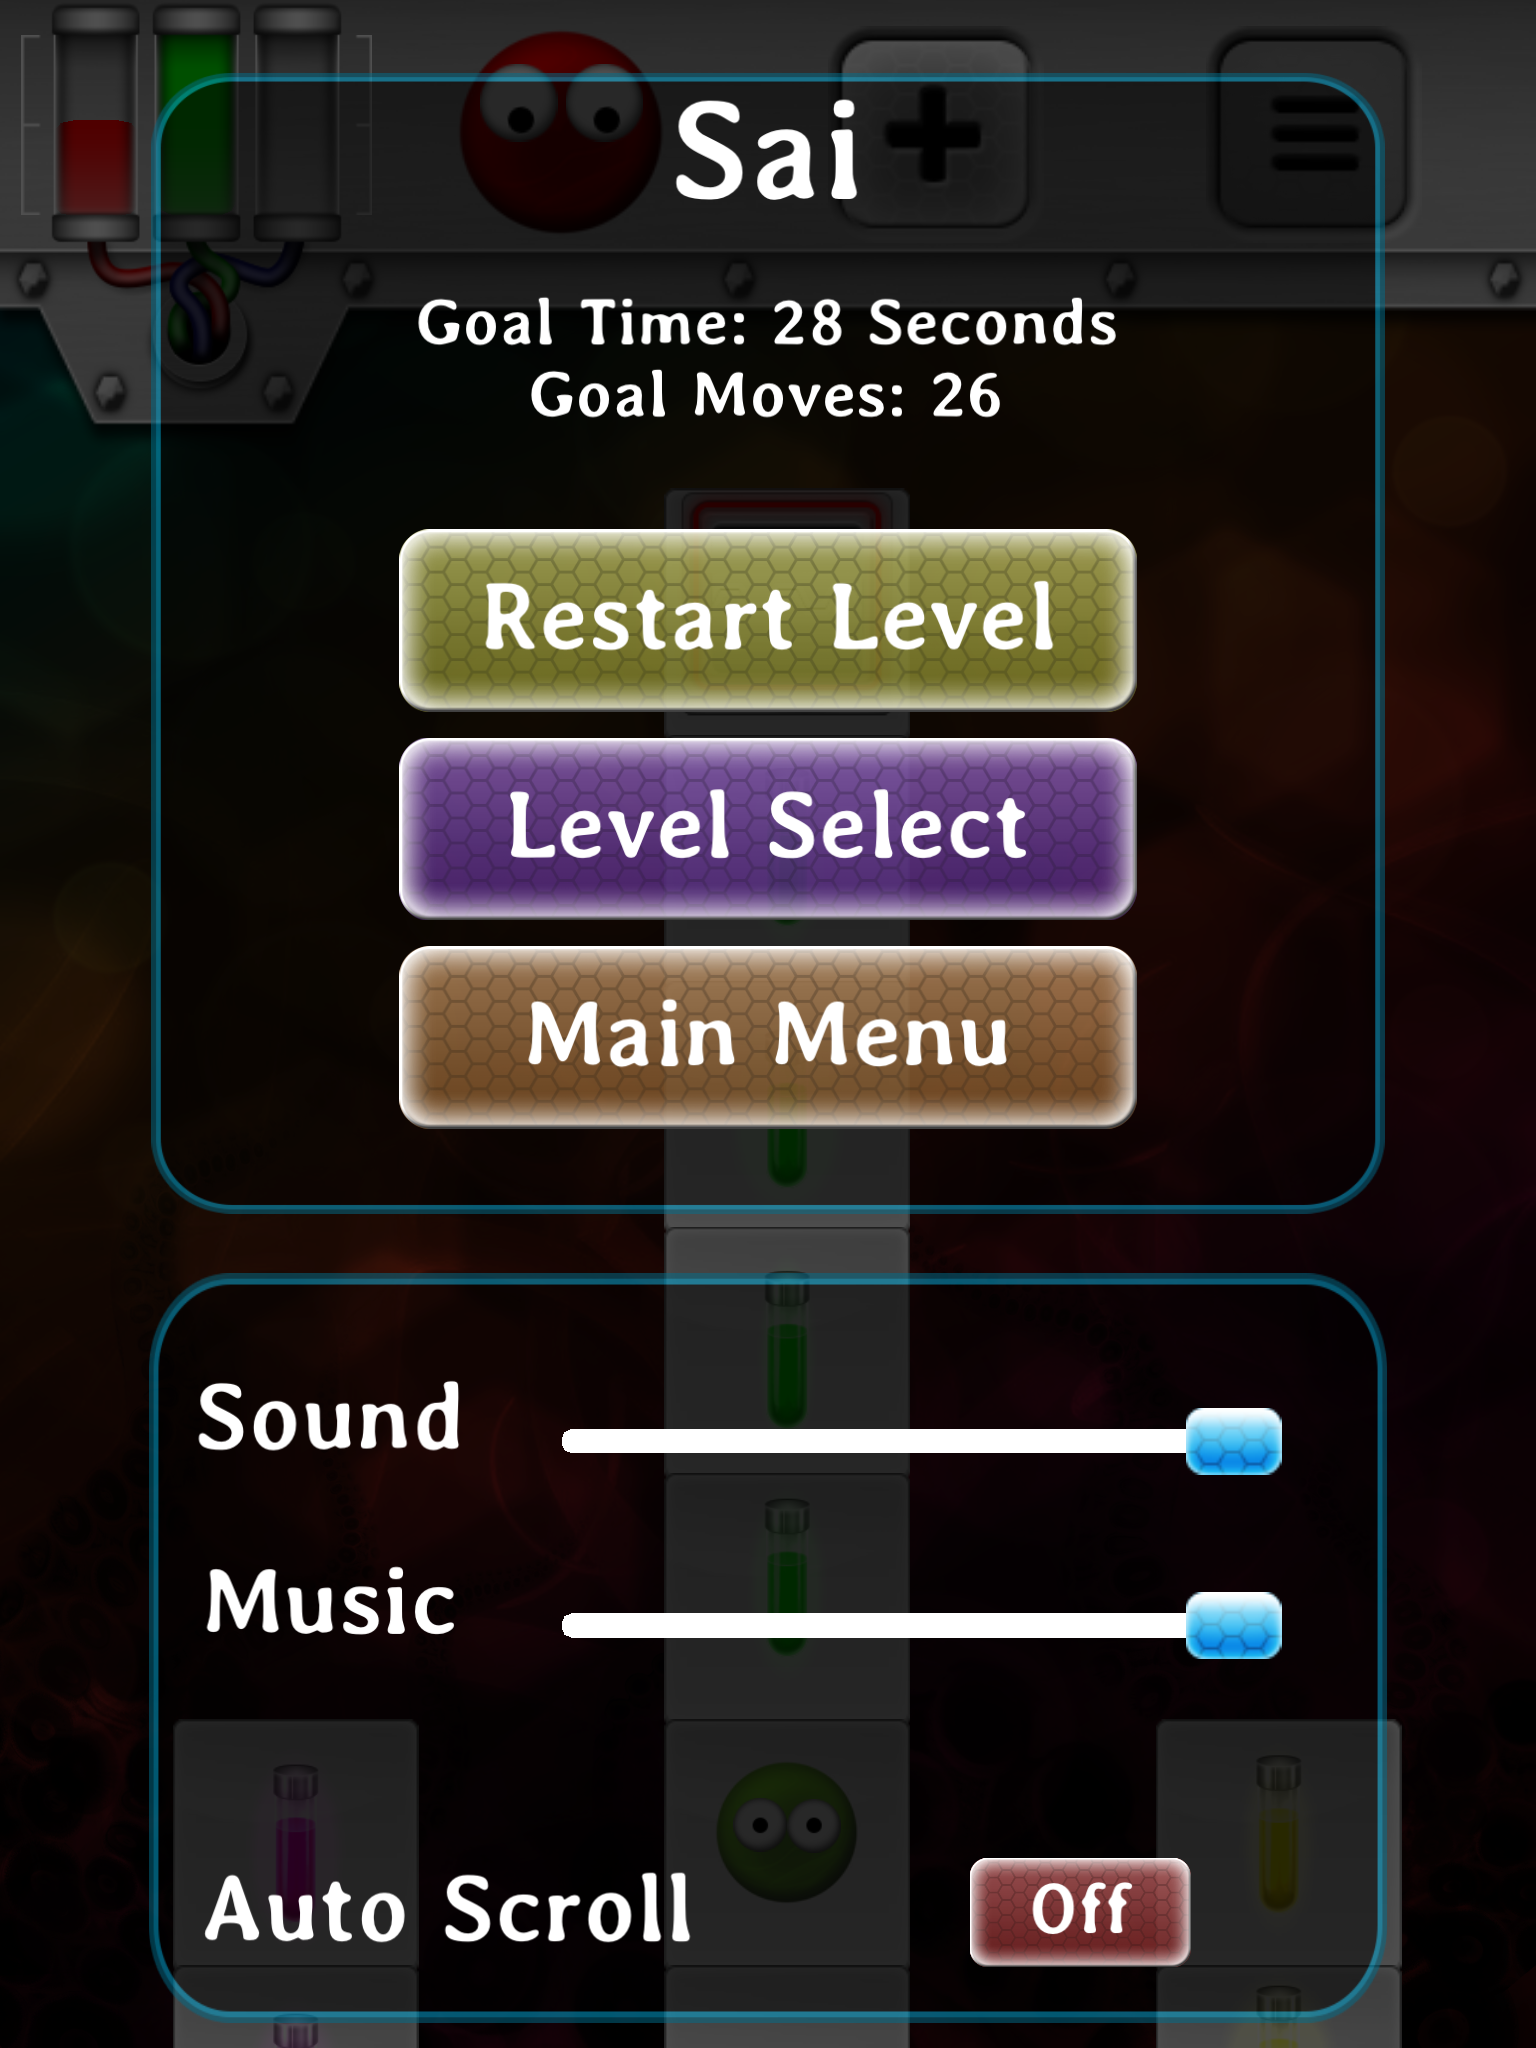 Sai
Goal Time: 28 Seconds
Goal Moves: 26
Restart Level
Level Select
Main Menu
Sound
Music
Auto Scroll
Off